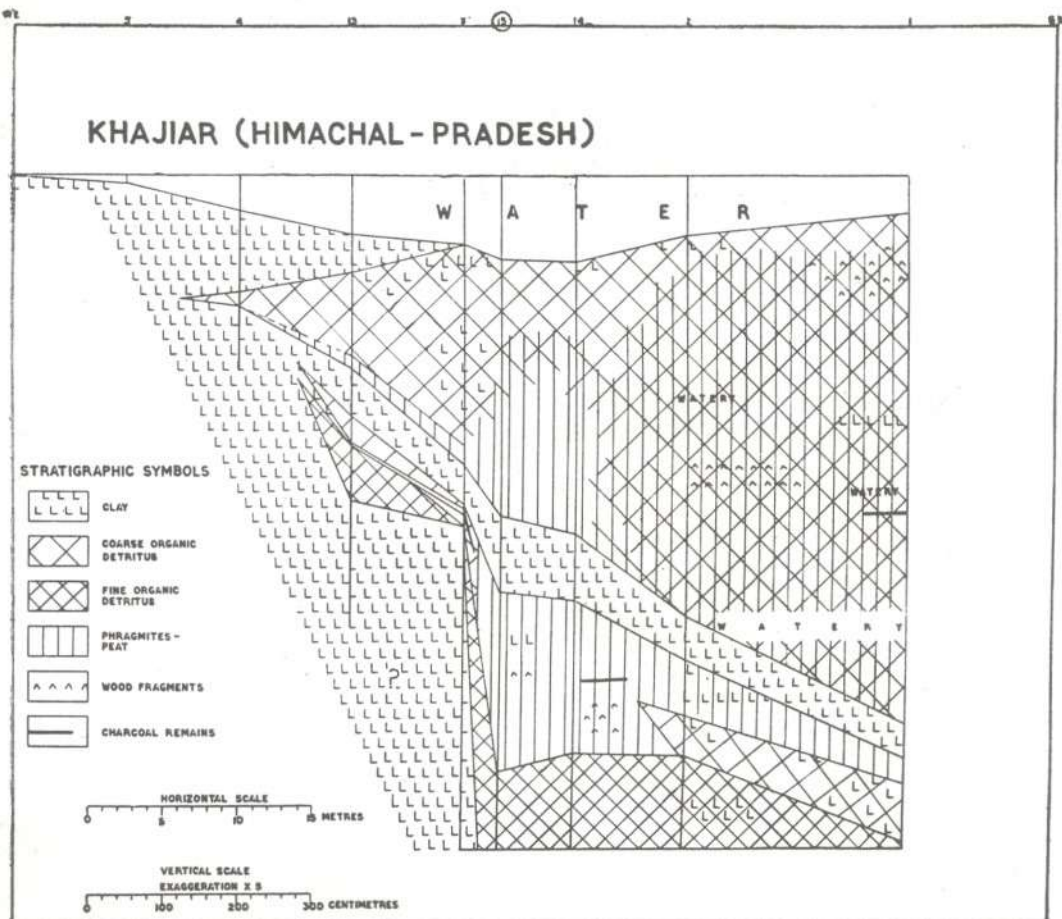 KHAJIAR (HIMACHAL-PRADESH)
W A T E R
WATERY
WATERY
W A T E R Y
?
STRATIGRAPHIC SYMBOLS
CLAY
COARSE ORGANIC
DETRITUS
FINE ORGANIC
DETRITUS
PHRAGMITES-
PEAT
WOOD FRAGMENTS
CHARCOAL REMAINS
HORIZONTAL SCALE
0 5 10 15 METRES
VERTICAL SCALE
EXAGGERATION X 5
0 100 200 300 CENTIMETRES